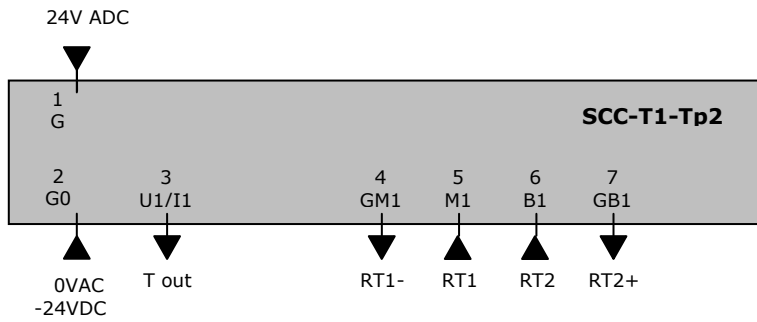 24V ADC
1
G
SCC-T1-Tp2
2 3 4 5 6 7
G0 U1/I1 GM1 M1 B1 GB1
0VAC T out RT1- RT1 RT2 RT2+
-24VDC